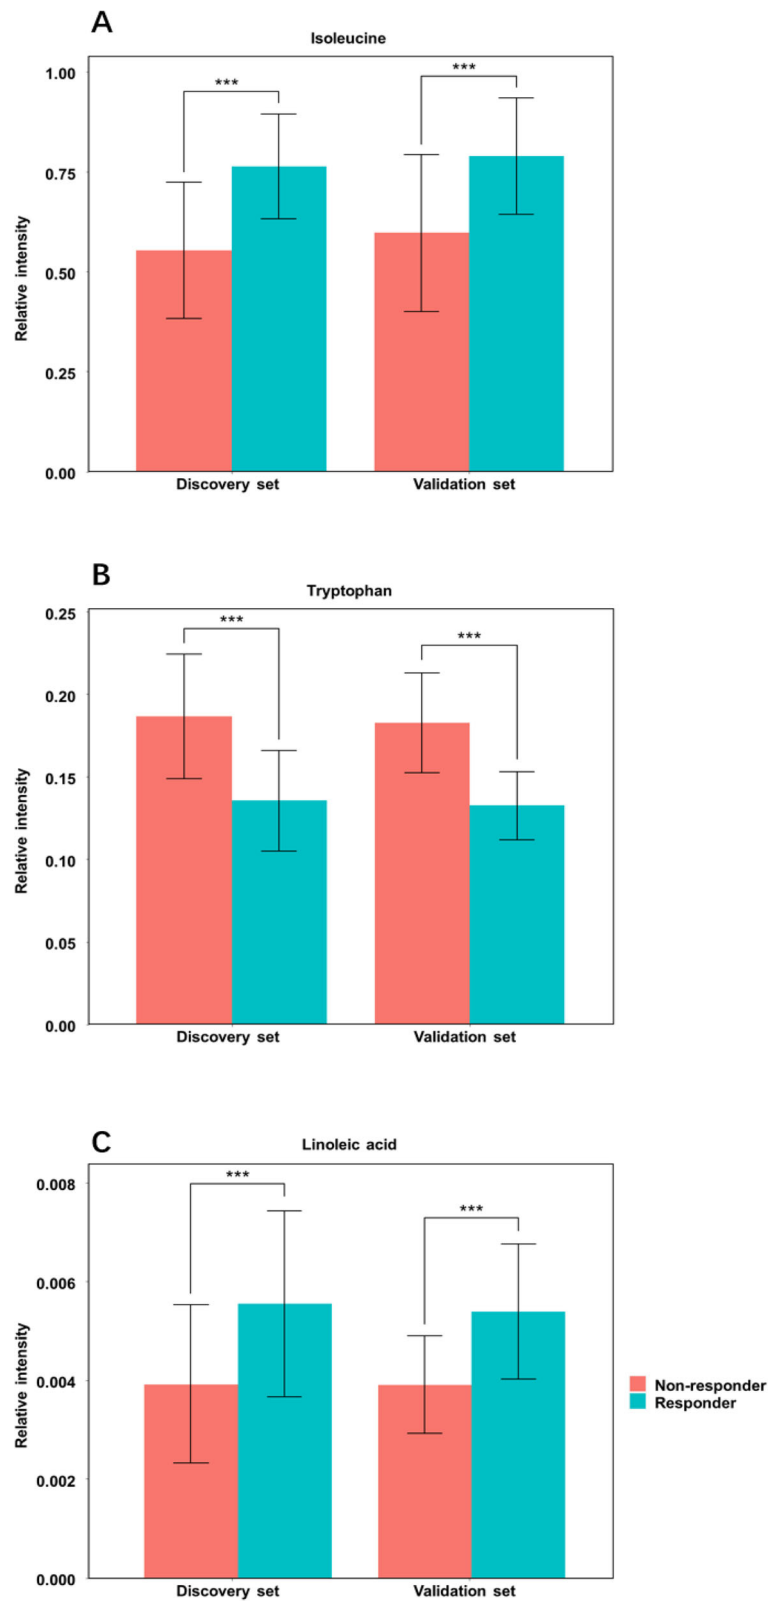 A
Isoleucine
Relative intensity
1.00
0.75
0.50
0.25
0.00
***
***
Discovery set
Validation set
B
Tryptophan
Relative intensity
0.25
0.20
0.15
0.10
0.05
0.00
***
***
Discovery set
Validation set
C
Linoleic acid
Relative intensity
0.008
0.006
0.004
0.002
0.000
***
***
Discovery set
Validation set
Non-responder
Responder